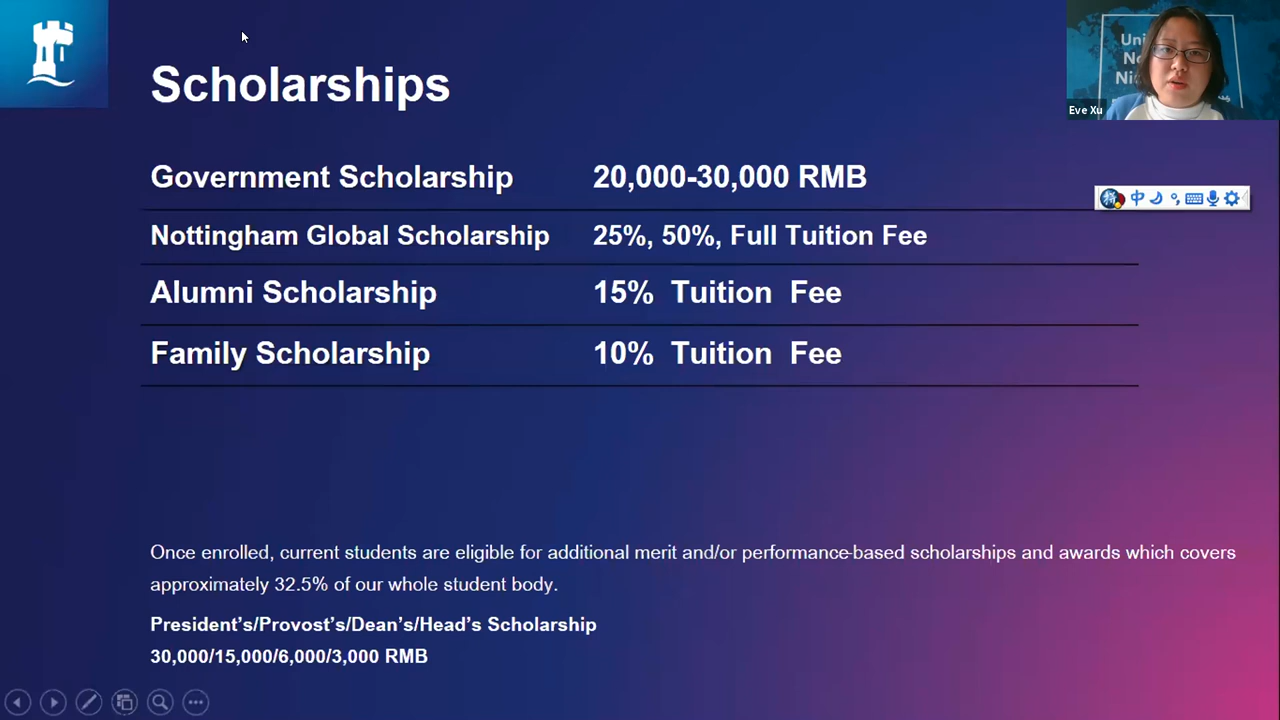 Scholarships
Government Scholarship 20,000-30,000 RMB
Nottingham Global Scholarship 25%, 50%, Full Tuition Fee
Alumni Scholarship 15% Tuition Fee
Family Scholarship 10% Tuition Fee
Once enrolled, current students are eligible for additional merit and/or performance-based scholarships and awards which covers
approximately 32.5% of our whole student body.
President's/Provost's/Dean's/Head's Scholarship
30,000/15,000/6,000/3,000 RMB
Eve Xu
中